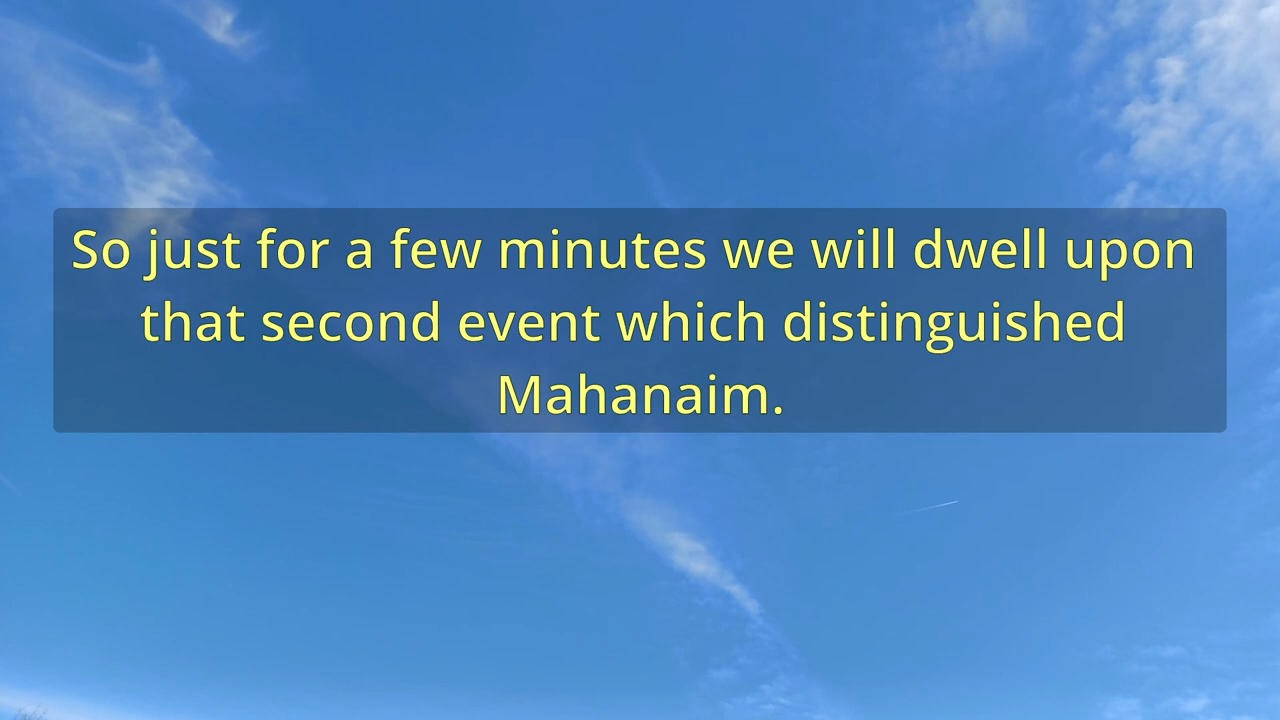 So just for a few minutes we will dwell upon
that second event which distinguished
Mahanaim.